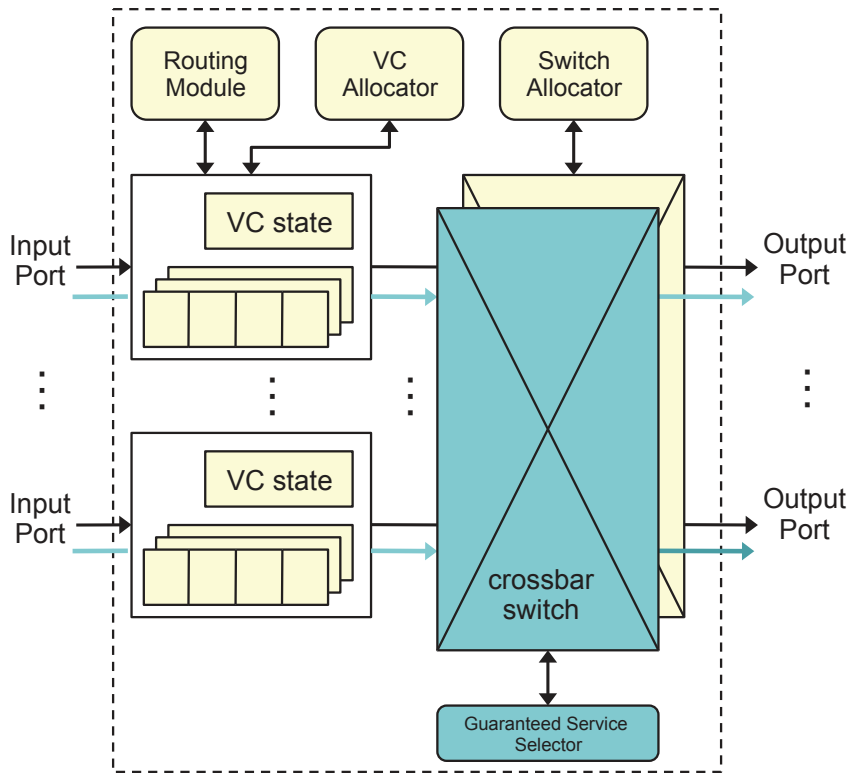 Routing
Module
VC
Allocator
Switch
Allocator
VC state
Input
Port
Output
Port
VC state
Input
Port
Output
Port
crossbar
switch
Guaranteed Service
Selector